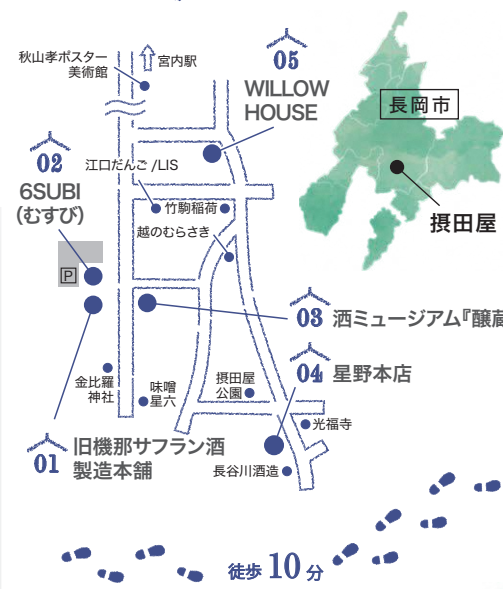 秋山孝ポスター
美術館
宮内駅
05
WILLOW
HOUSE
長岡市
摂田屋
02
6SUBI
(むすび)
江口だんご/LIS
竹駒稲荷
越のむらさき
P
03 酒ミュージアム『醸蔵
04 星野本店
金比羅
神社
味噌
星六
摂田屋
公園
光福寺
01 旧機那サフラン酒
製造本舗
長谷川酒造
徒歩10分